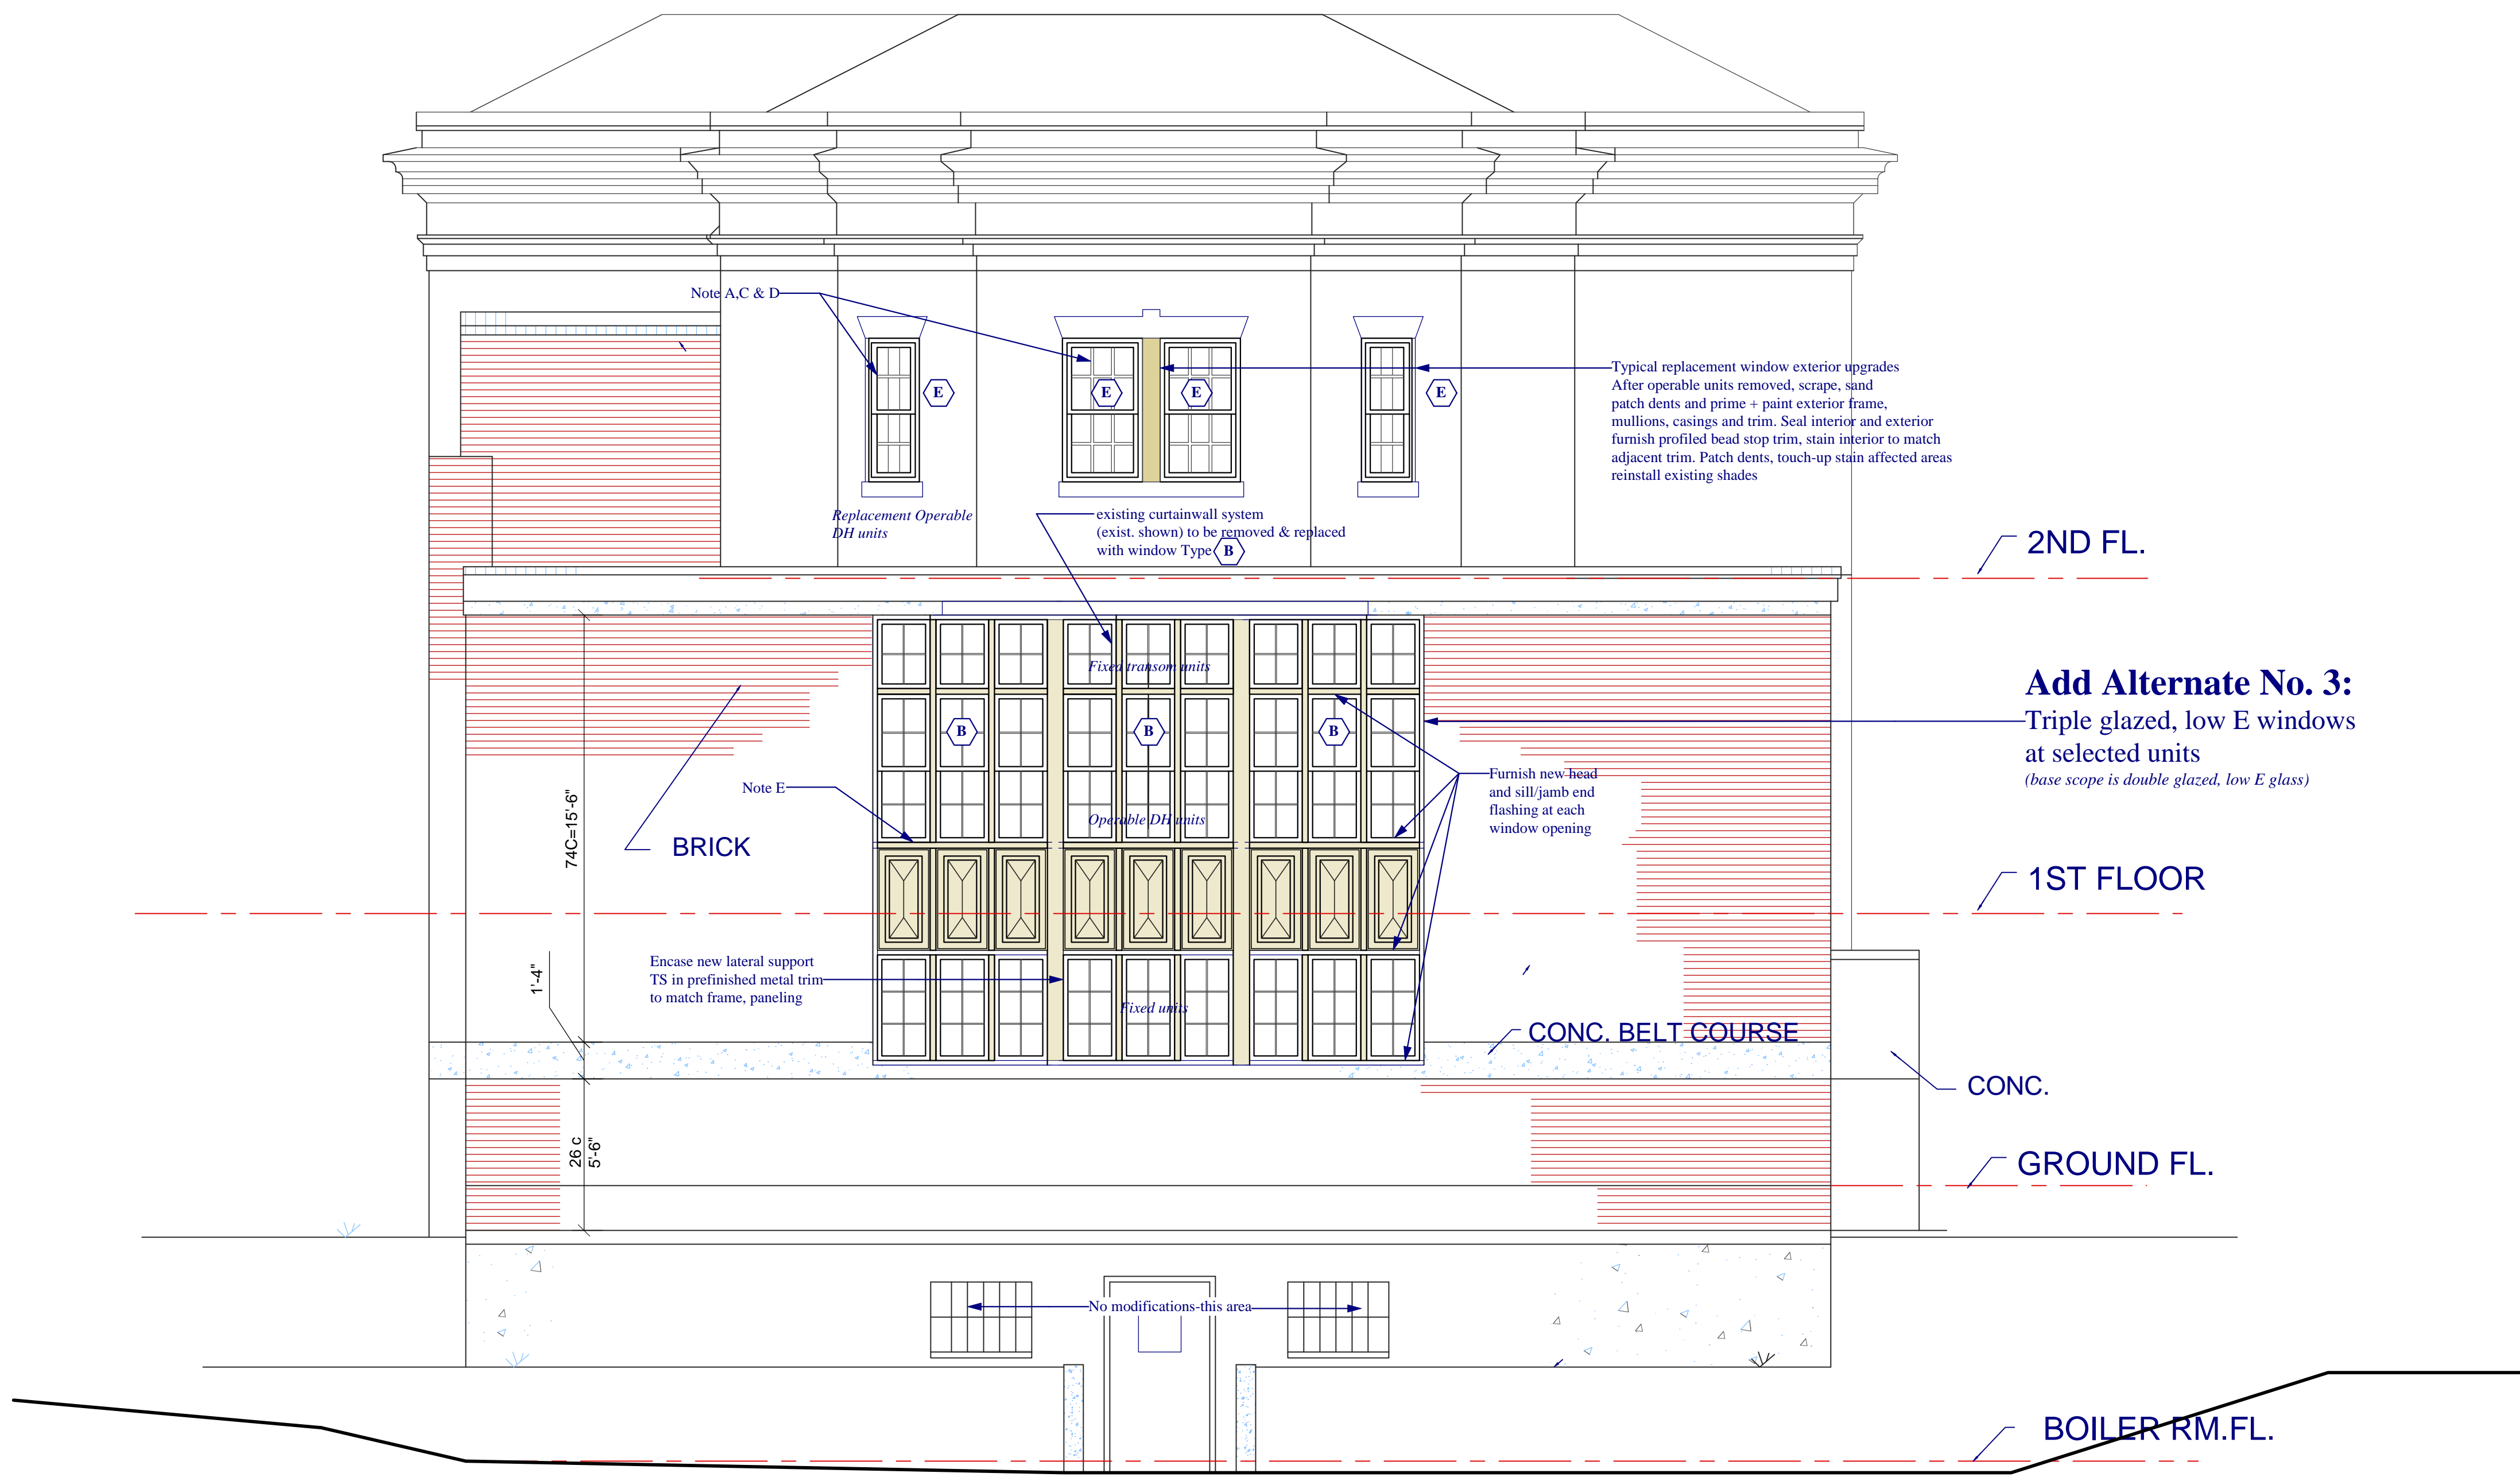 Note A,C & D
E
E
E
E
Typical replacement window exterior upgrades
After operable units removed, scrape, sand
patch dents and prime + paint exterior frame,
mullions, casings and trim. Seal interior and exterior
furnish profiled bead stop trim, stain interior to match
adjacent trim. Patch dents, touch-up stain affected areas
reinstall existing shades
Replacement Operable
DH units
existing curtainwall system
(exist. shown) to be removed & replaced
with window Type B
2ND FL.
Fixed transom units
Add Alternate No. 3:
Triple glazed, low E windows
at selected units
(base scope is double glazed, low E glass)
B
B
B
Note E
Furnish new head
and sill/jamb end
flashing at each
window opening
Operable DH units
74C=15'-6"
BRICK
1ST FLOOR
Encase new lateral support
TS in prefinished metal trim
to match frame, paneling
1'-4"
Fixed units
CONC. BELT COURSE
CONC.
26 c
5'-6"
GROUND FL.
No modifications-this area
BOILER RM.FL.